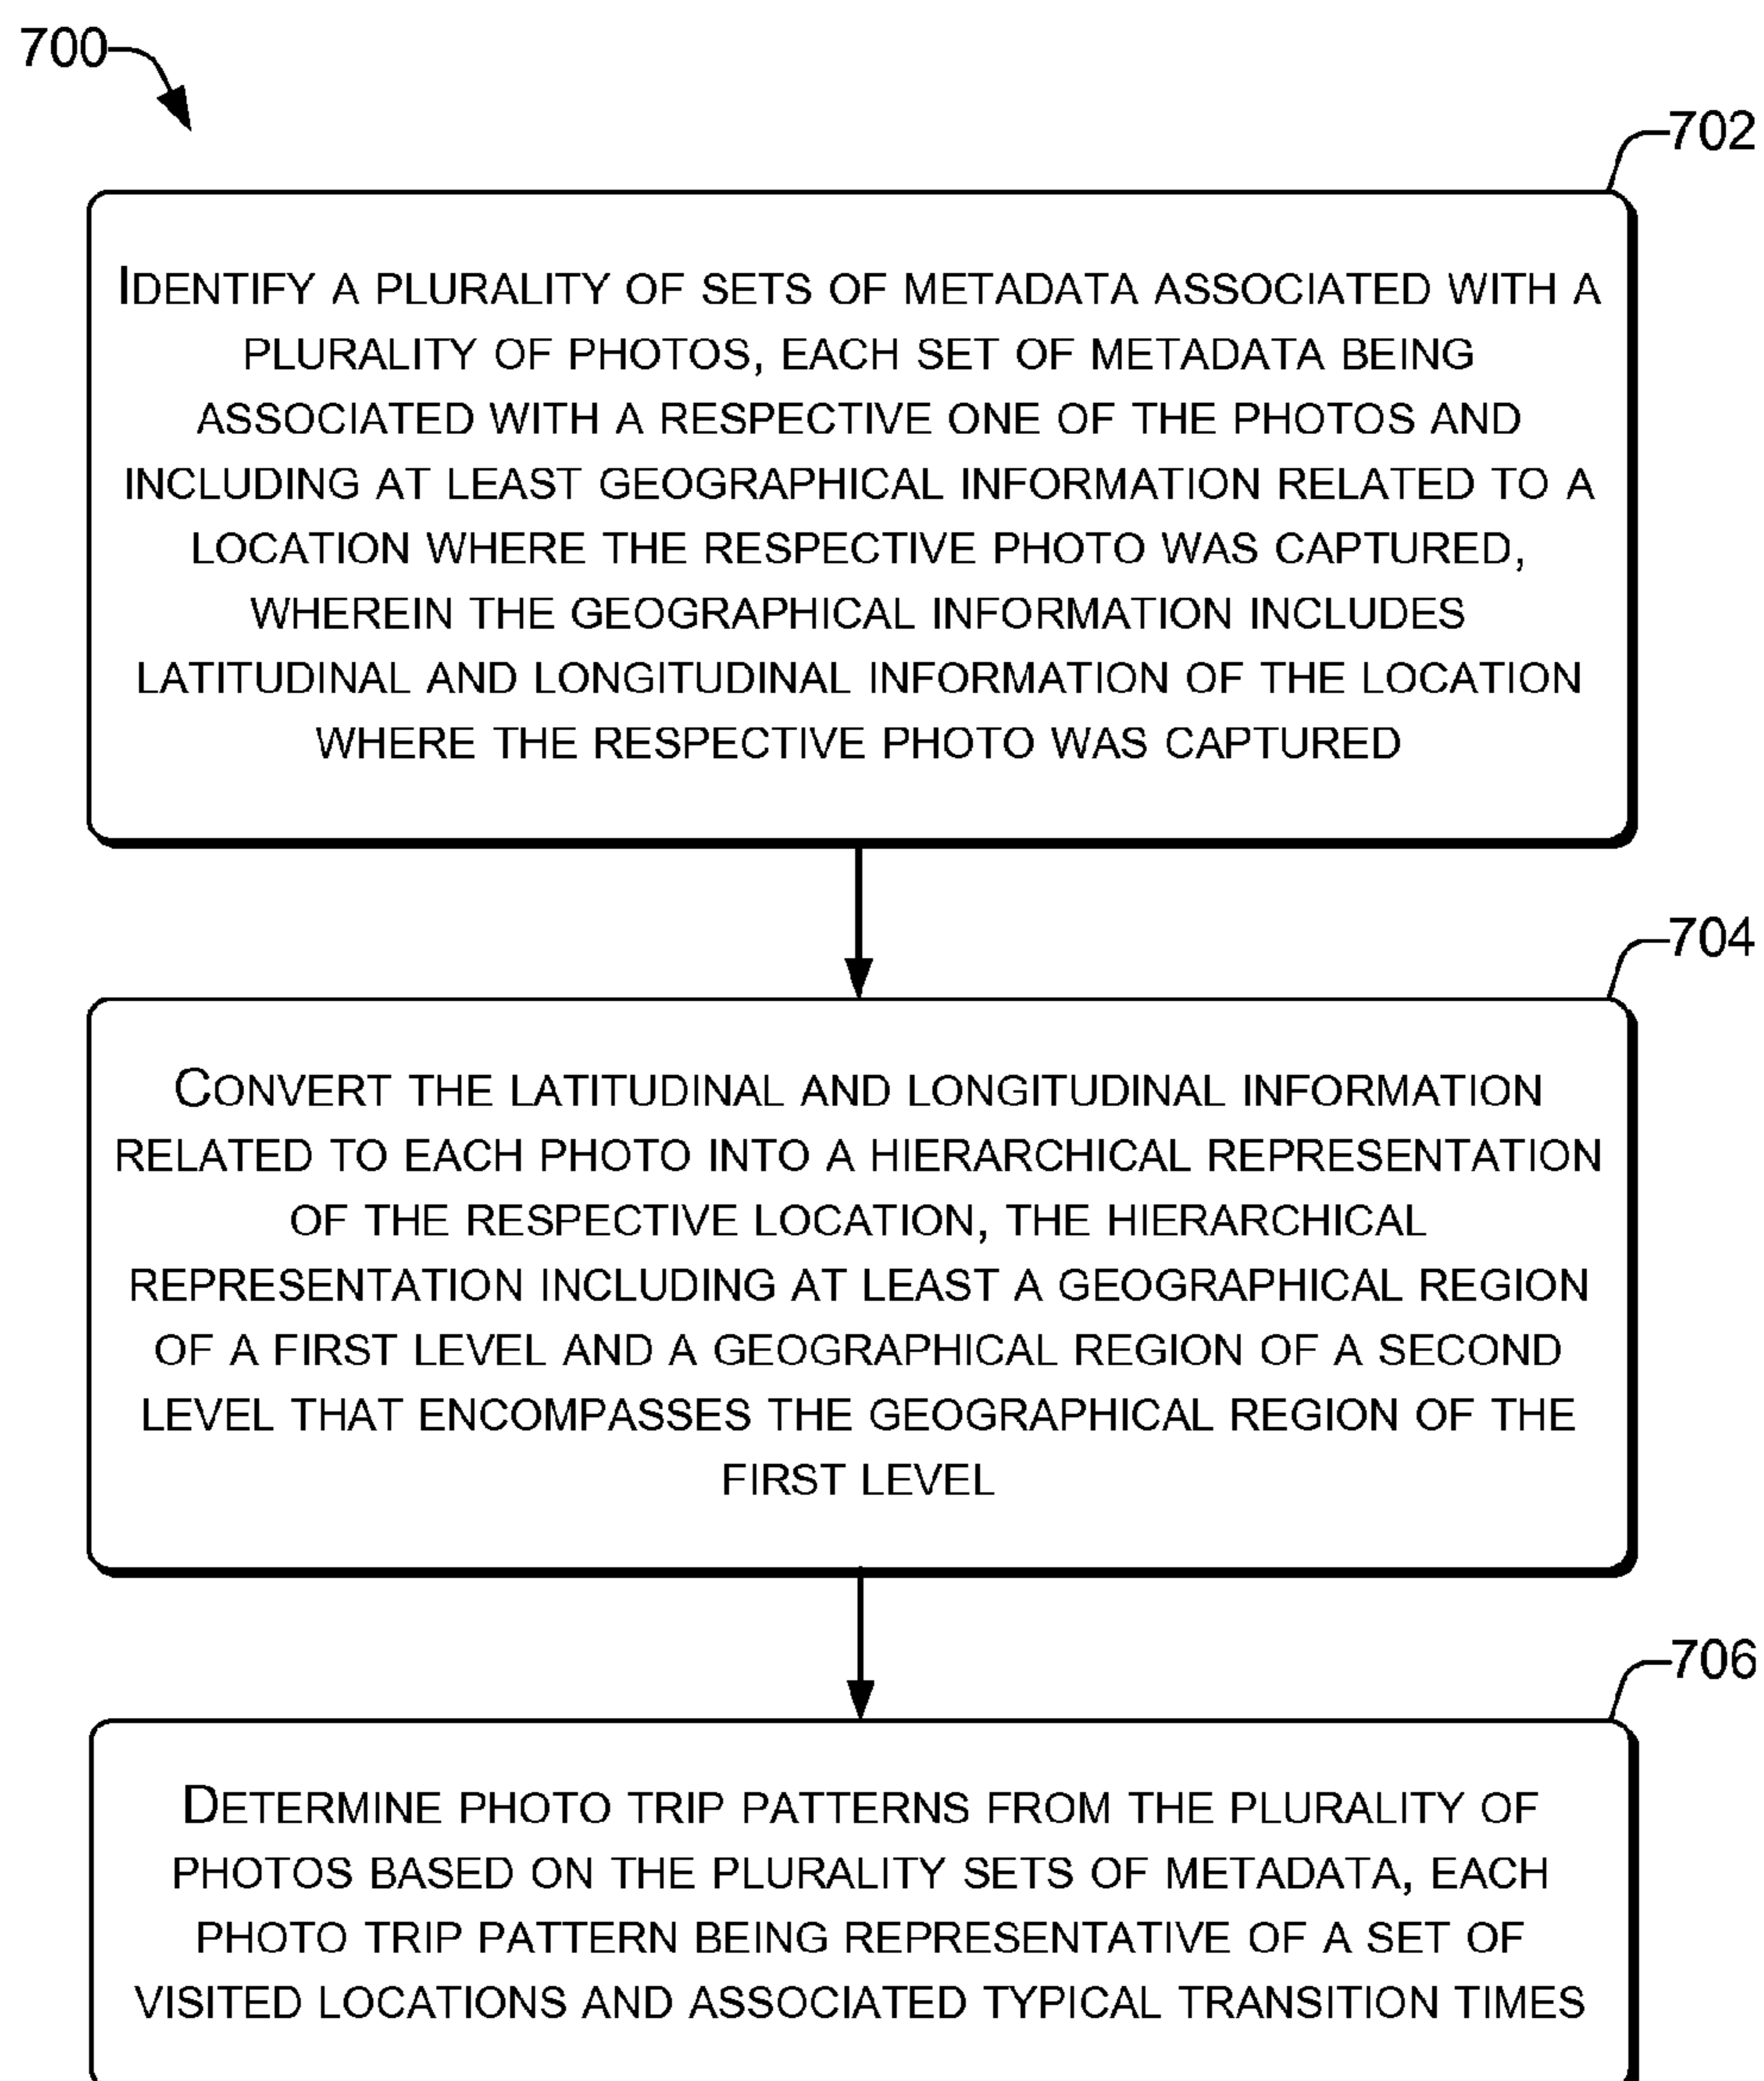 700
702
IDENTIFY A PLURALITY OF SETS OF METADATA ASSOCIATED WITH A
PLURALITY OF PHOTOS, EACH SET OF METADATA BEING
ASSOCIATED WITH A RESPECTIVE ONE OF THE PHOTOS AND
INCLUDING AT LEAST GEOGRAPHICAL INFORMATION RELATED TO A
LOCATION WHERE THE RESPECTIVE PHOTO WAS CAPTURED,
WHEREIN THE GEOGRAPHICAL INFORMATION INCLUDES
LATITUDINAL AND LONGITUDINAL INFORMATION OF THE LOCATION
WHERE THE RESPECTIVE PHOTO WAS CAPTURED
704
CONVERT THE LATITUDINAL AND LONGITUDINAL INFORMATION
RELATED TO EACH PHOTO INTO A HIERARCHICAL REPRESENTATION
OF THE RESPECTIVE LOCATION, THE HIERARCHICAL
REPRESENTATION INCLUDING AT LEAST A GEOGRAPHICAL REGION
OF A FIRST LEVEL AND A GEOGRAPHICAL REGION OF A SECOND
LEVEL THAT ENCOMPASSES THE GEOGRAPHICAL REGION OF THE
FIRST LEVEL
706
DETERMINE PHOTO TRIP PATTERNS FROM THE PLURALITY OF
PHOTOS BASED ON THE PLURALITY SETS OF METADATA, EACH
PHOTO TRIP PATTERN BEING REPRESENTATIVE OF A SET OF
VISITED LOCATIONS AND ASSOCIATED TYPICAL TRANSITION TIMES